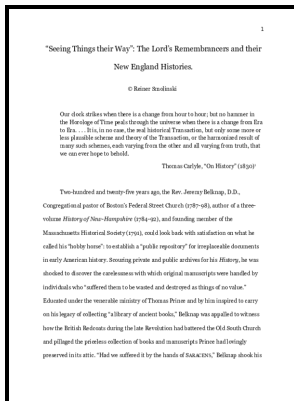 1
“Seeing Things their Way”: The Lord’s Remembrancers and their
New England Histories.
© Reiner Smolinski
Our clock strikes when there is a change from hour to hour; but no hammer in
the Horologe of Time peals through the universe when there is a change from Era
to Era. . . . It is, in no case, the real historical Transaction, but only some more or
less plausible scheme and theory of the Transaction, or the harmonized result of
many such schemes, each varying from the other and all varying from truth, that
we can ever hope to behold.
Thomas Carlyle, “On History” (1830)¹
Two-hundred and twenty-five years ago, the Rev. Jeremy Belknap, D.D.,
Congregational pastor of Boston’s Federal Street Church (1787-98), author of a three-
volume History of New-Hampshire (1784-92), and founding member of the
Massachusetts Historical Society (1791), could look back with satisfaction on what he
called his “hobby horse”: to establish a “public repository” for irreplaceable documents
in early American history. Scouring private and public archives for his History, he was
shocked to discover the carelessness with which original manuscripts were handled by
individuals who “suffered them to be wasted and destroyed as things of no value.”
Educated under the venerable ministry of Thomas Prince and by him inspired to carry
on his legacy of collecting “a library of ancient books,” Belknap was appalled to witness
how the British Redcoats during the late Revolution had battered the Old South Church
and pillaged the priceless collection of books and manuscripts Prince had lovingly
preserved in its attic. “Had we suffered it by the hands of SARACENS,” Belknap shook his